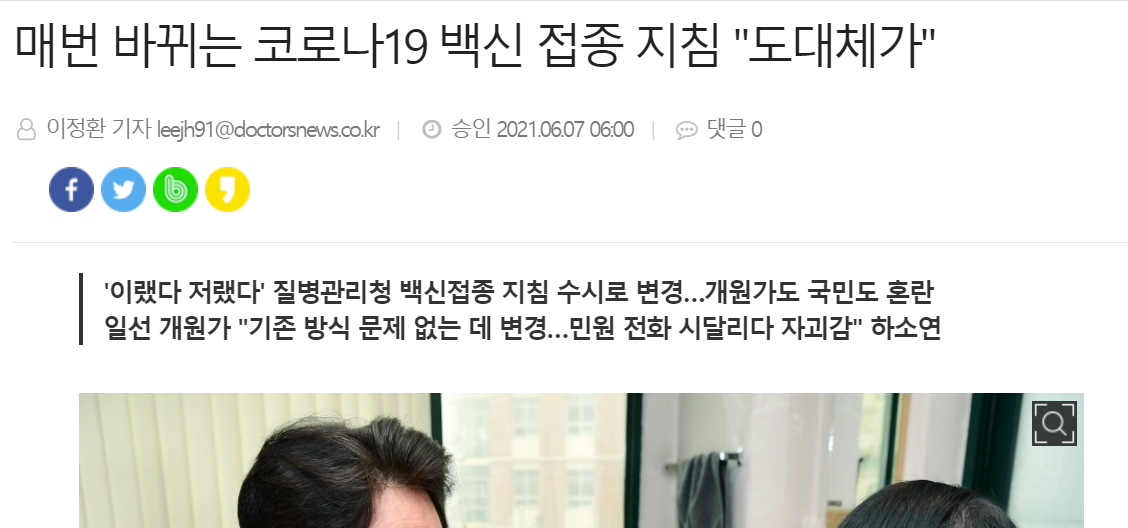 매번 바뀌는 코로나19 백신 접종 지침 "도대체가"
이정환 기자 leejh91@doctorsnews.co.kr | 승인 2021.06.07 06:00 | 댓글 0
'이랬다 저랬다' 질병관리청 백신접종 지침 수시로 변경…개원가도 국민도 혼란
일선 개원가 "기존 방식 문제 없는 데 변경…민원 전화 시달리다 자괴감" 하소연